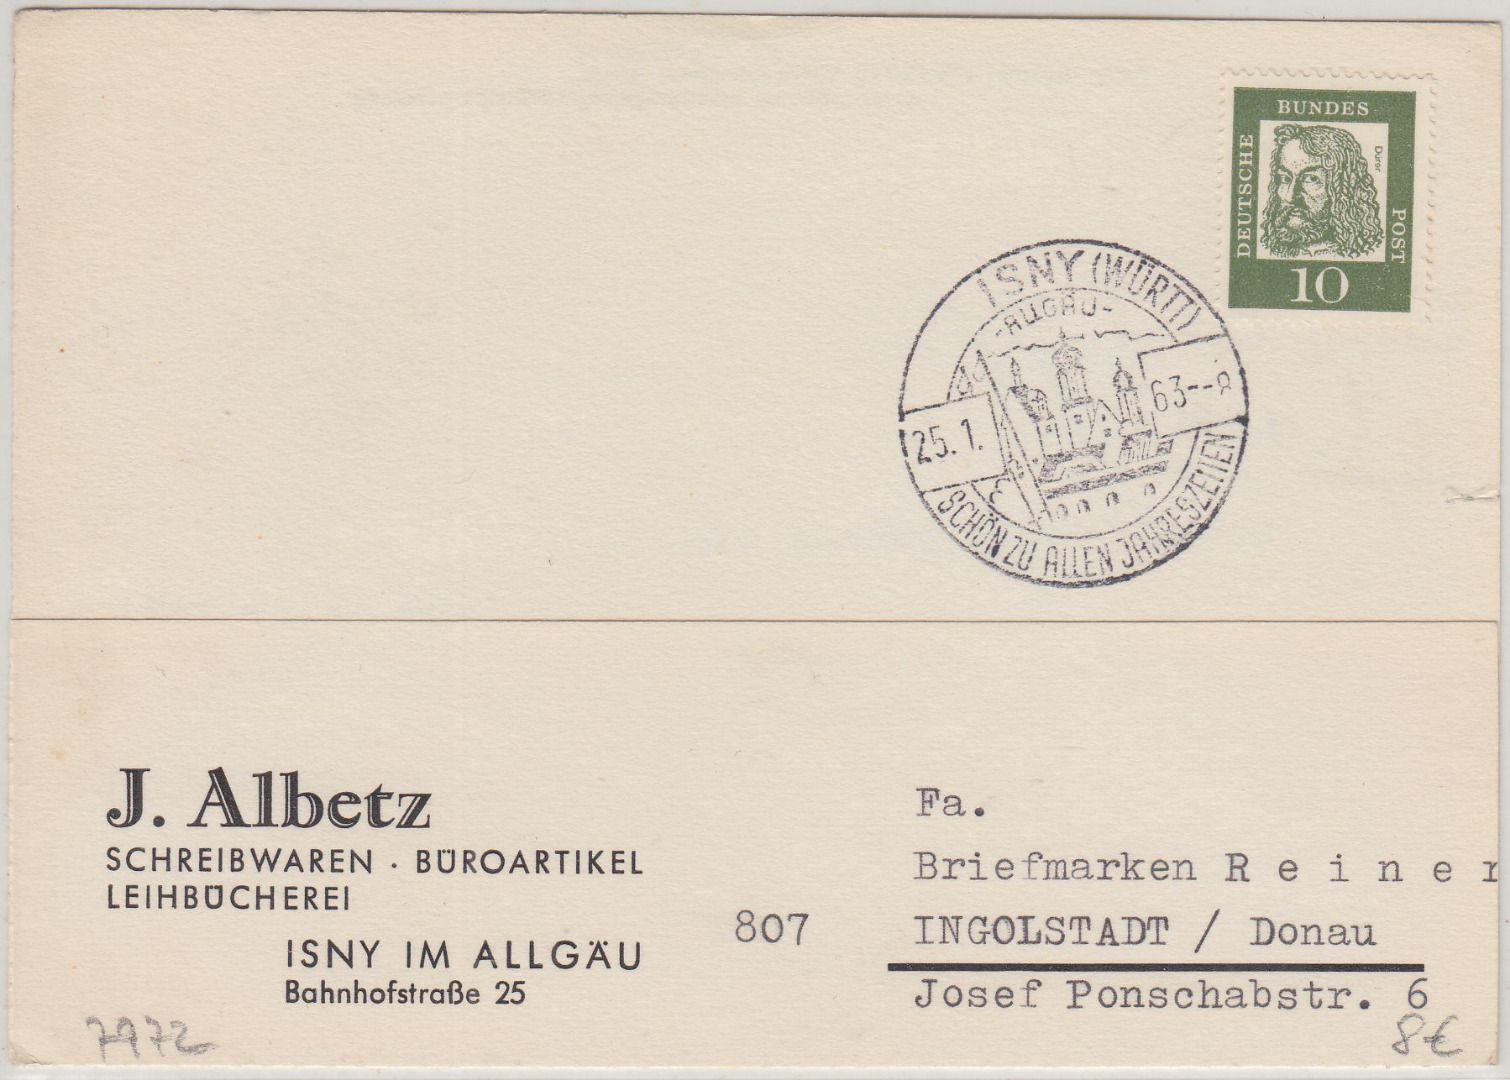 DEUTSCHE BUNDES POST
Dürer
10
ISNY (WÜRTT)
-ALLGÄU-
25.1. 63--8
SCHÖN ZU ALLEN JAHRESZEITEN
J. Albetz
SCHREIBWAREN · BÜROARTIKEL
LEIHBÜCHEREI
ISNY IM ALLGÄU
Bahnhofstraße 25
Fa.
Briefmarken R e i n e r
807 INGOLSTADT / Donau
Josef Ponschabstr. 6
7972
8€